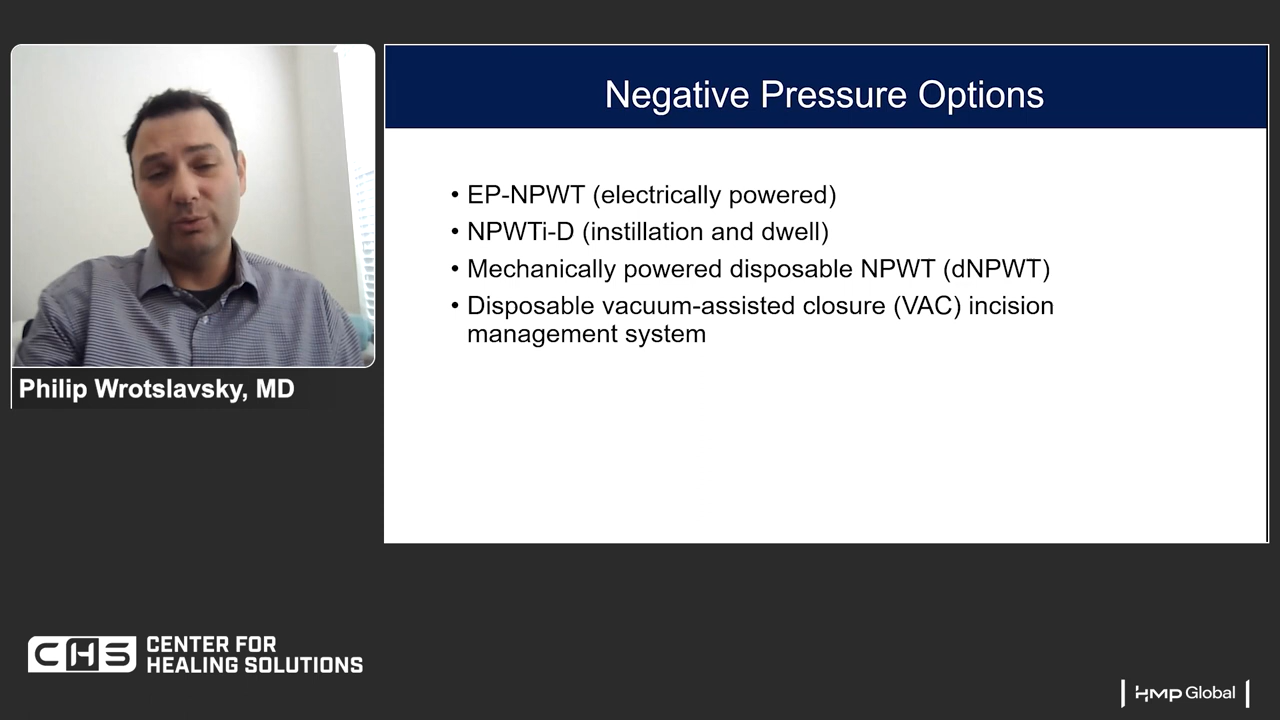 Negative Pressure Options
• EP-NPWT (electrically powered)
• NPWTi-D (instillation and dwell)
• Mechanically powered disposable NPWT (dNPWT)
• Disposable vacuum-assisted closure (VAC) incision
management system
Philip Wrotslavsky, MD
CHS
CENTER FOR
HEALING SOLUTIONS
HMP Global